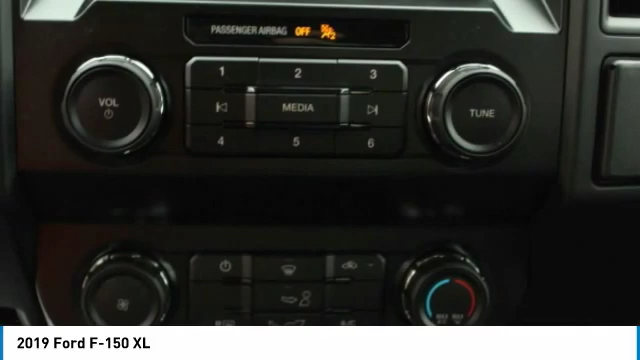 PASSENGER AIRBAG OFF
1 2 3
VOL MEDIA TUNE
4 5 6
2019 Ford F-150 XL